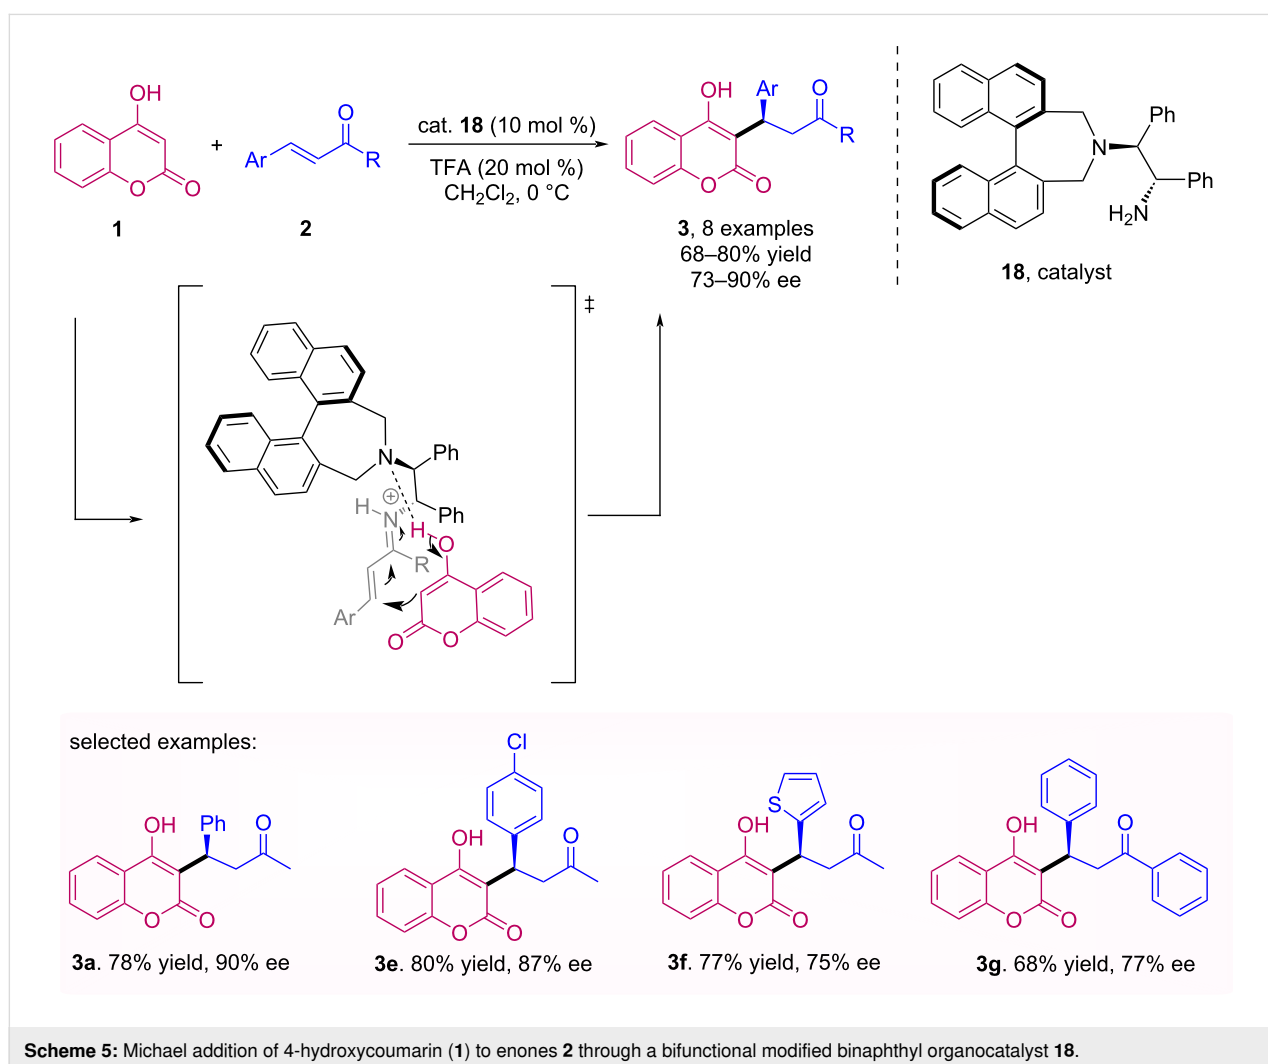 OH
O
O
1
+
Ar
O
R
2
cat. 18 (10 mol %)
TFA (20 mol %)
CH2Cl2, 0 °C
OH
Ar
O
R
O
O
3, 8 examples
68–80% yield
73–90% ee
N
Ph
Ph
H2N
18, catalyst
‡
N
Ph
Ph
H
N
+
H
O
R
Ar
O
O
selected examples:
OH
Ph
O
O
O
3a. 78% yield, 90% ee
Cl
OH
O
O
O
3e. 80% yield, 87% ee
S
OH
O
O
O
3f. 77% yield, 75% ee
OH
O
O
O
3g. 68% yield, 77% ee
Scheme 5: Michael addition of 4-hydroxycoumarin (1) to enones 2 through a bifunctional modified binaphthyl organocatalyst 18.